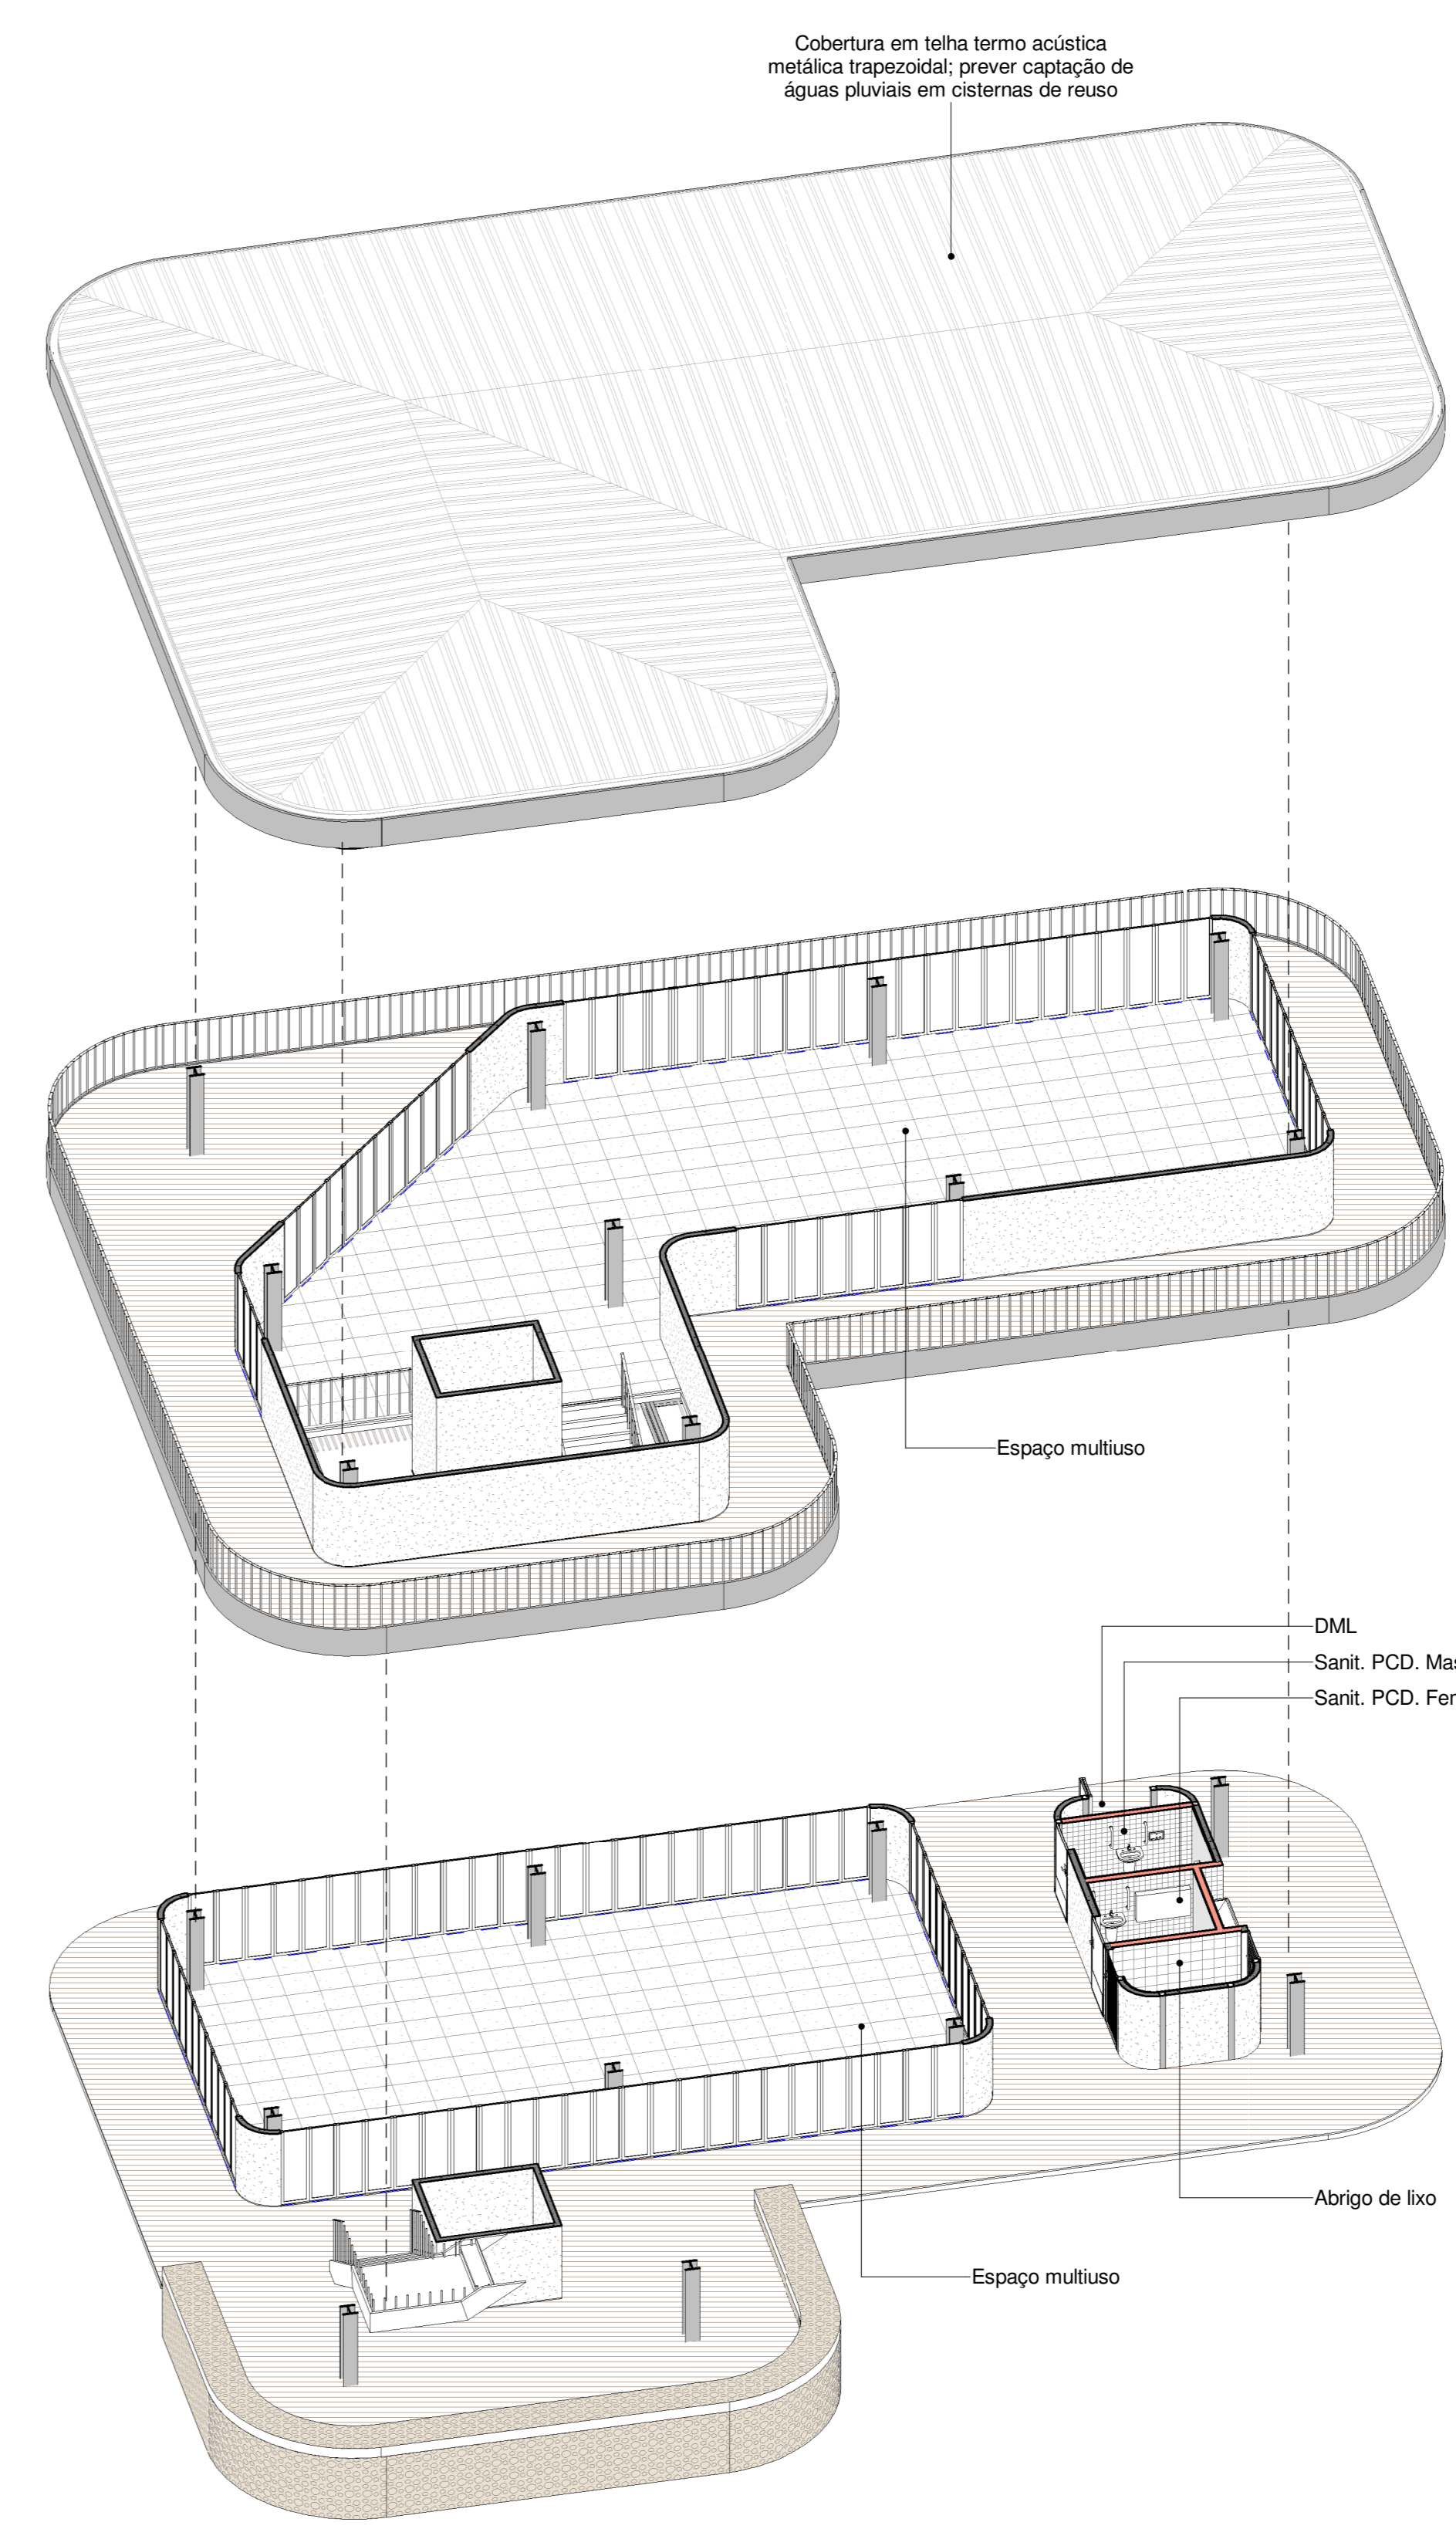 Cobertura em telha termo acústica
metálica trapezoidal; prever captação de
águas pluviais em cisternas de reuso
Espaço multiuso
DML
Sanit. PCD. Mas
Sanit. PCD. Fer
Abrigo de lixo
Espaço multiuso